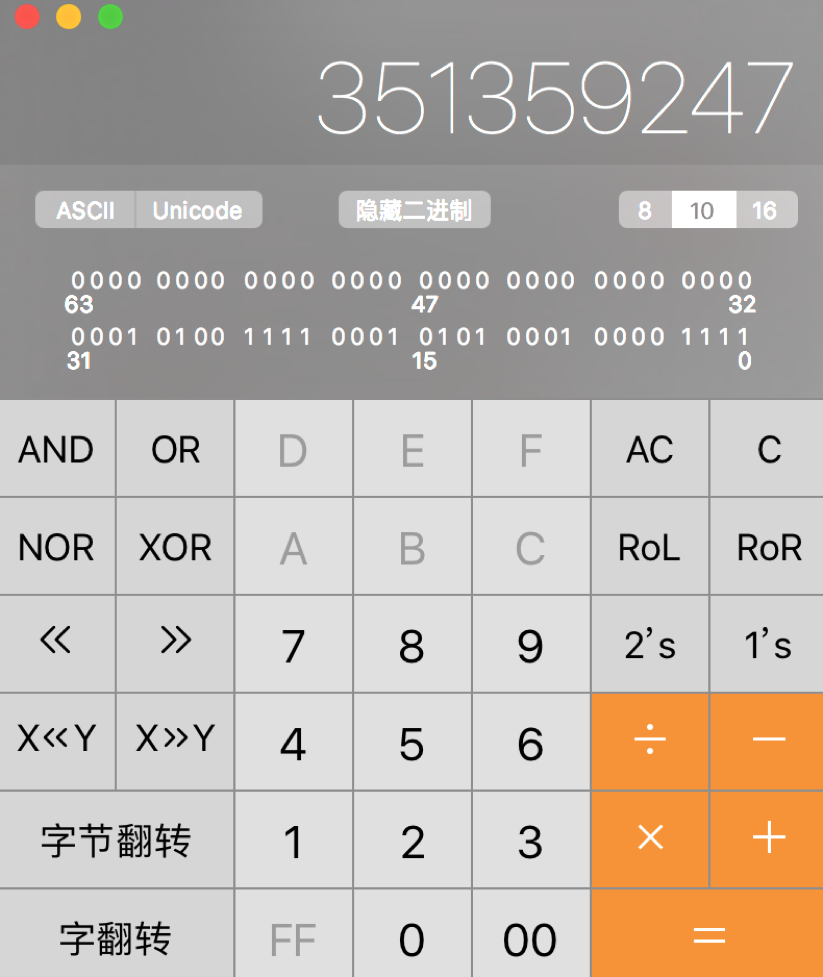 351359247
ASCII Unicode 隐藏二进制 8 10 16
0000 0000 0000 0000 0000 0000 0000 0000
63 47 32
0001 0100 1111 0001 0101 0001 0000 1111
31 15 0
AND OR D E F AC C
NOR XOR A B C RoL RoR
« » 7 8 9 2’s 1’s
X«Y X»Y 4 5 6 ÷ −
字节翻转 1 2 3 × +
字翻转 FF 0 00 =